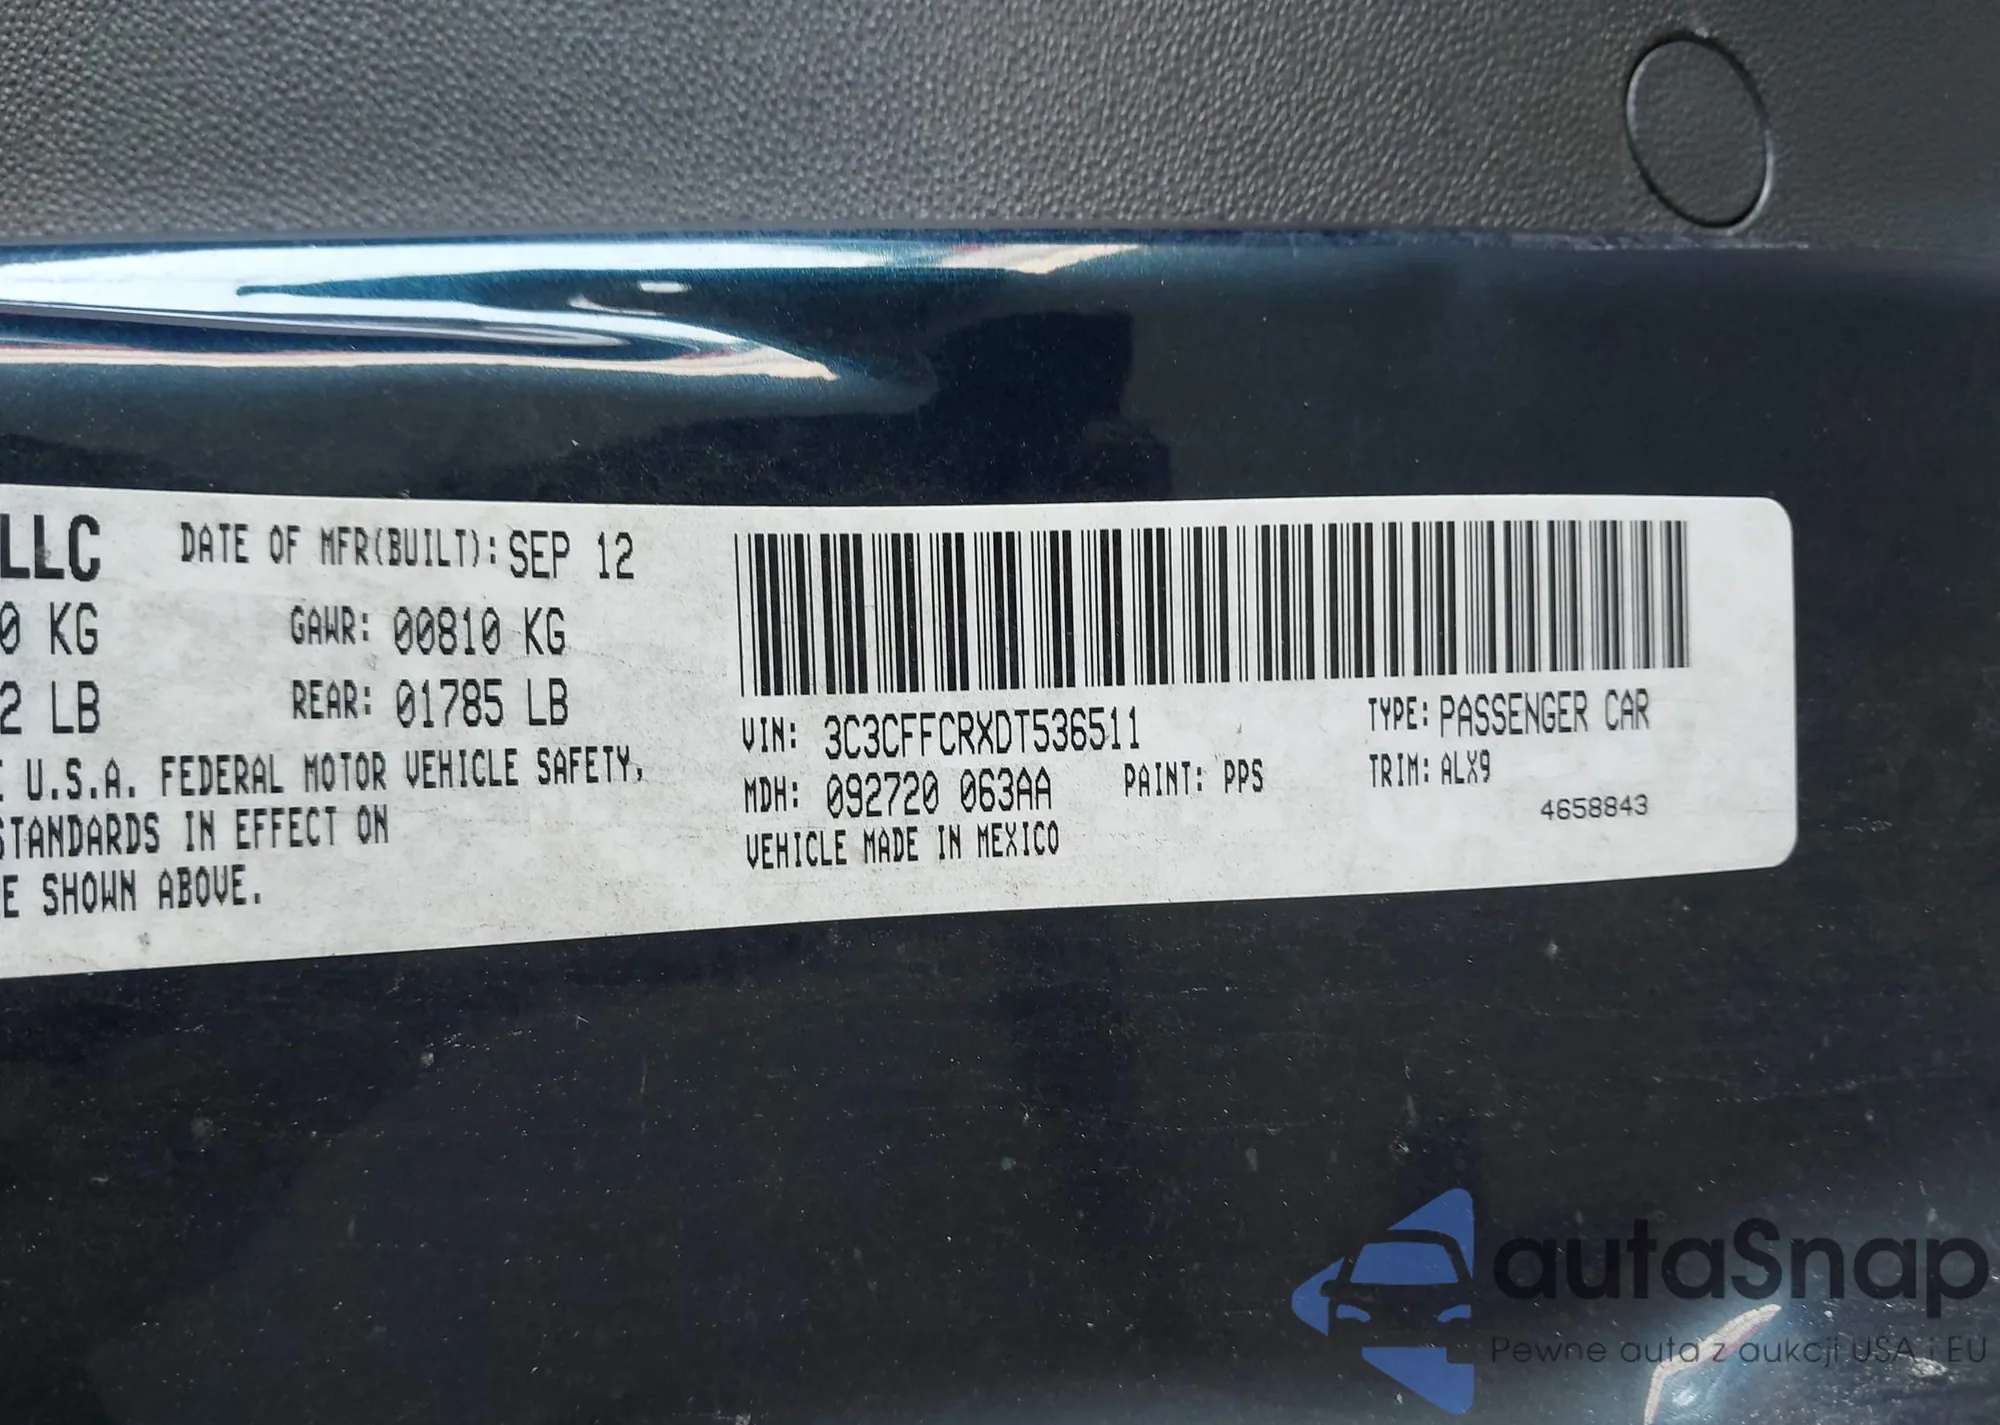 LLC DATE OF MFR(BUILT): SEP 12
0 KG GAWR: 00810 KG
2 LB REAR: 01785 LB
E U.S.A. FEDERAL MOTOR VEHICLE SAFETY,
STANDARDS IN EFFECT ON
E SHOWN ABOVE.
VIN: 3C3CFFCRXDT536511 TYPE: PASSENGER CAR
MDH: 092720 063AA PAINT: PPS TRIM: ALX9
4658843
VEHICLE MADE IN MEXICO
autaSnap
Pewne auta z aukcji USA i EU